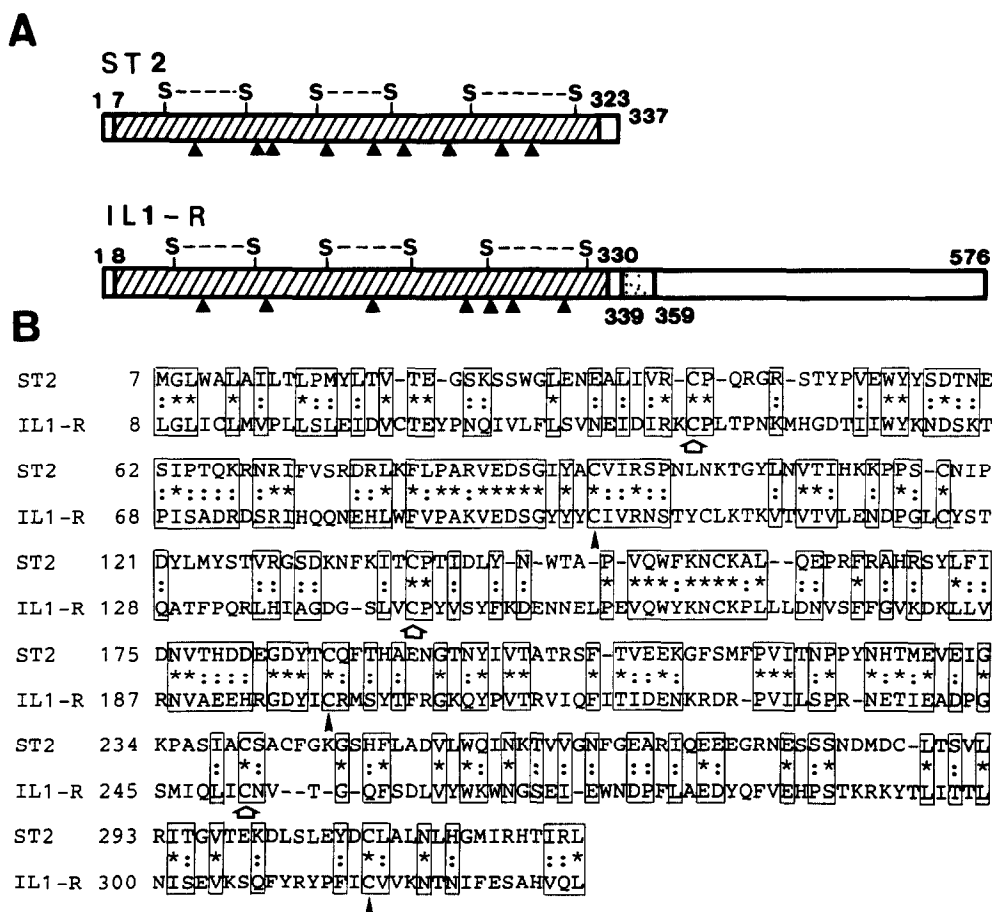 A
ST2
S-----S S----S S------S
1 7 323 337
IL1-R
S----S S----S S-----S
1 8 330 576
339 359
B
ST2 7 MGLWALAILTLPMYLTV-TE-GSKSSWGLENEALIVR-CP-QRGR-STYPVEWYYSDTNE
IL1-R 8 LGLICLMVPLLSLEIDVCTEYPNQIVLFLSVNEIDIRKCPLTPNKMHGDTIIWYKNDSKT
ST2 62 SIPTQKRNRIFVSRDRLKFLPARVEDSGIYACVIRSPNLNKTGYLNVTIHKKPPS-CNIP
IL1-R 68 PISADRDSRIHQQNEHLWFVPAKVEDSGYYYCIVRNSTYCLKTKVTVTVLENDPGLCYST
ST2 121 DYLMYSTVRGSDKNFKITCPTIDLY-N-WTA-P-VQWFKNCKAL--QEPRFRAHRSYLFI
IL1-R 128 QATFPQRLHIAGDG-SLVCPYVSYFKDENNELPEVQWYKNCKPLLLDNVSFFGVKDKLLV
ST2 175 DNVTHDDEGDYTCQFTHAENGTNYIVTATRSF-TVEEKGFSMFPVITNPPYNHTMEVEIG
IL1-R 187 RNVAEEHRGDYICRMSYTFRGKQYPVTRVIQFITIDENKRDR-PVILSPR-NETIEADPG
ST2 234 KPASIACSACFGKGSHFLADVLWQINKTVVGNFGEARIQEEEGRNESSSNDMDC-LTSVL
IL1-R 245 SMIQLICNV--T-G-QFSDLVYWKWNGSEI-EWNDPFLAEDYQFVEHPSTKRKYTLITTL
ST2 293 RITGVTEKDLSLEYDCLALNLHGMIRHTIRL
IL1-R 300 NISEVKSQFYRYPFICVVKNTNIFESAHVQL